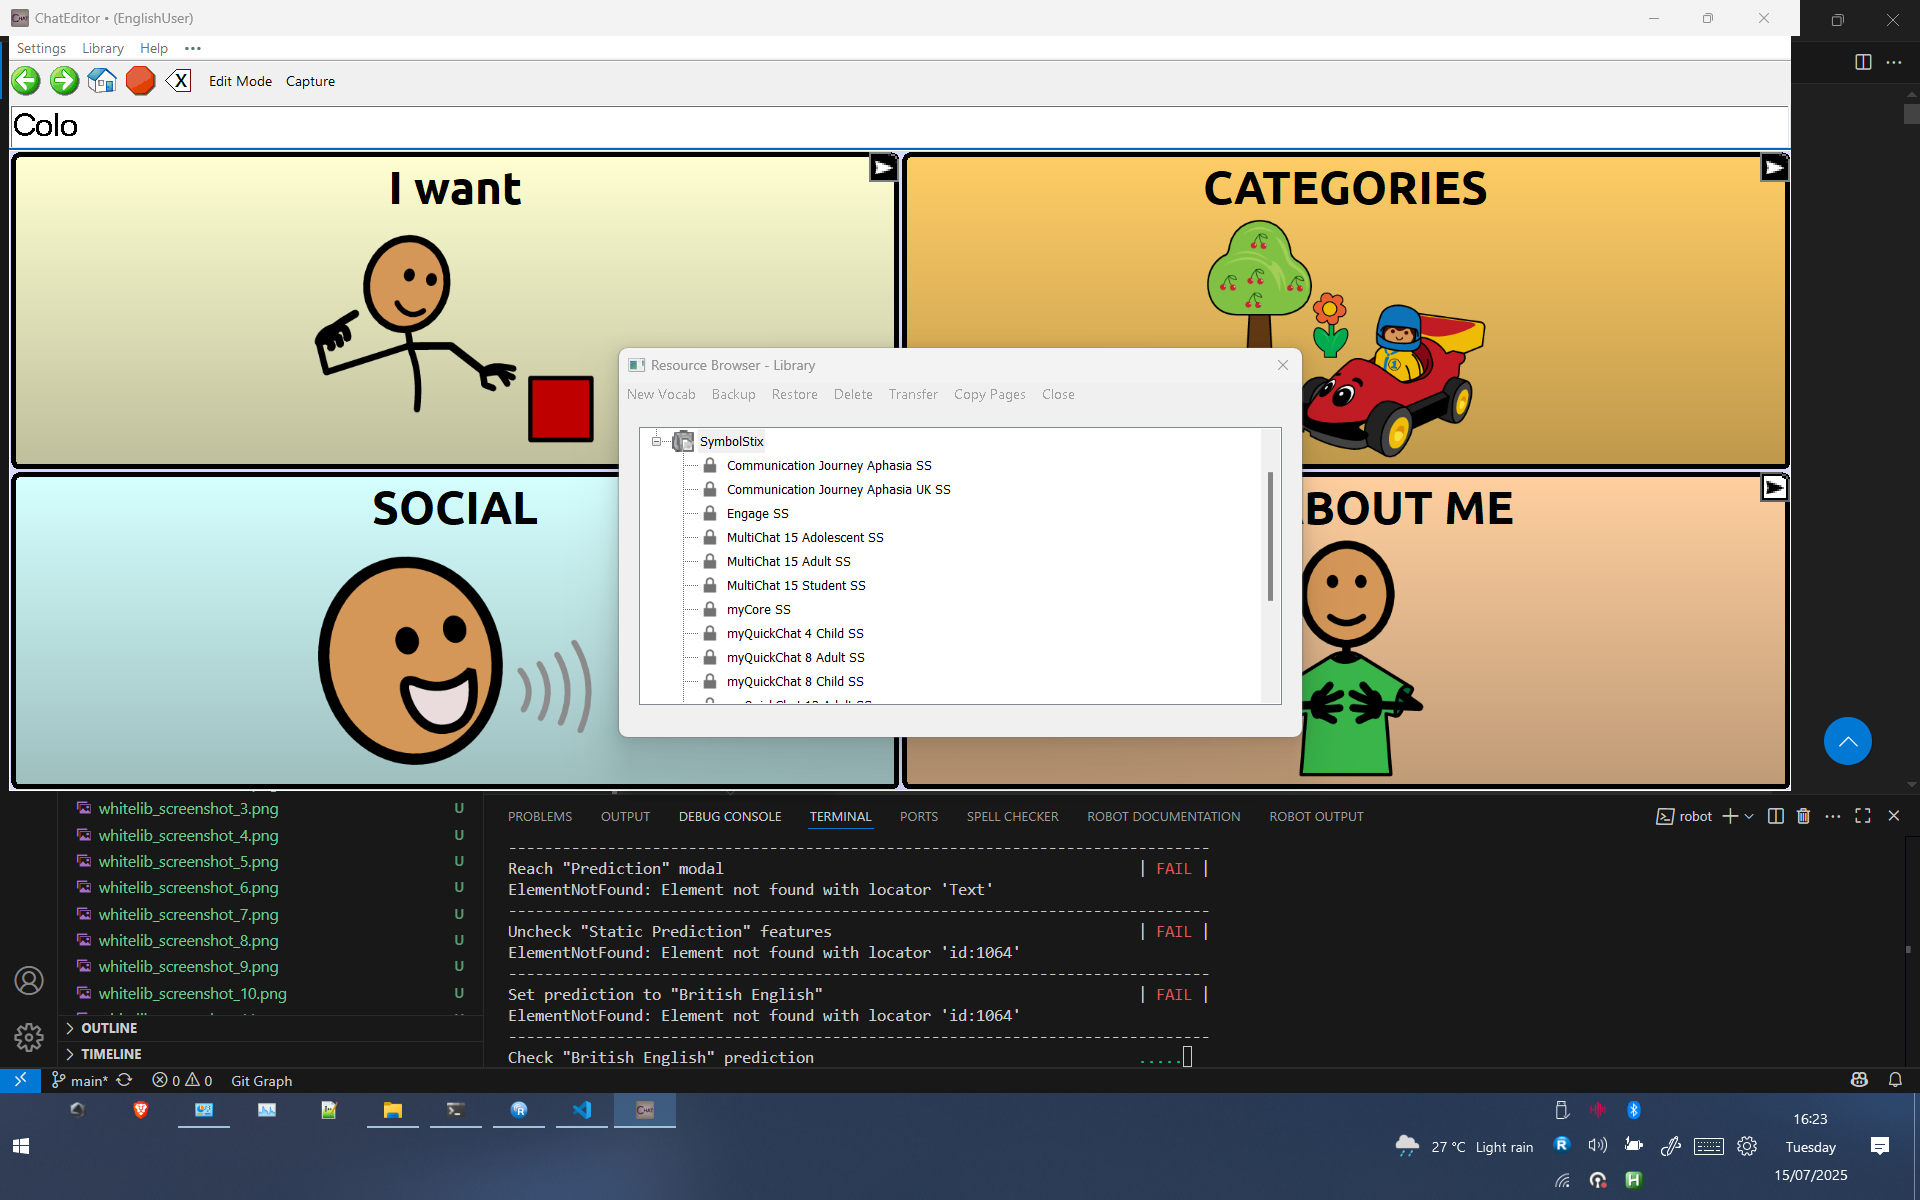 ChatEditor • (EnglishUser)
Settings Library Help •••
Edit Mode Capture
Colo
I want
CATEGORIES
SOCIAL
BOUT ME
Resource Browser - Library
New Vocab Backup Restore Delete Transfer Copy Pages Close
SymbolStix
Communication Journey Aphasia SS
Communication Journey Aphasia UK SS
Engage SS
MultiChat 15 Adolescent SS
MultiChat 15 Adult SS
MultiChat 15 Student SS
myCore SS
myQuickChat 4 Child SS
myQuickChat 8 Adult SS
myQuickChat 8 Child SS
whitelib_screenshot_3.png U
whitelib_screenshot_4.png U
whitelib_screenshot_5.png U
whitelib_screenshot_6.png U
whitelib_screenshot_7.png U
whitelib_screenshot_8.png U
whitelib_screenshot_9.png U
whitelib_screenshot_10.png U
OUTLINE
TIMELINE
PROBLEMS OUTPUT DEBUG CONSOLE TERMINAL PORTS SPELL CHECKER ROBOT DOCUMENTATION ROBOT OUTPUT
robot
------------------------------------------------------------------------------
Reach "Prediction" modal | FAIL |
ElementNotFound: Element not found with locator 'Text'
------------------------------------------------------------------------------
Uncheck "Static Prediction" features | FAIL |
ElementNotFound: Element not found with locator 'id:1064'
------------------------------------------------------------------------------
Set prediction to "British English" | FAIL |
ElementNotFound: Element not found with locator 'id:1064'
------------------------------------------------------------------------------
Check "British English" prediction .....
main* 0 0 Git Graph
27 °C Light rain
16:23
Tuesday
15/07/2025